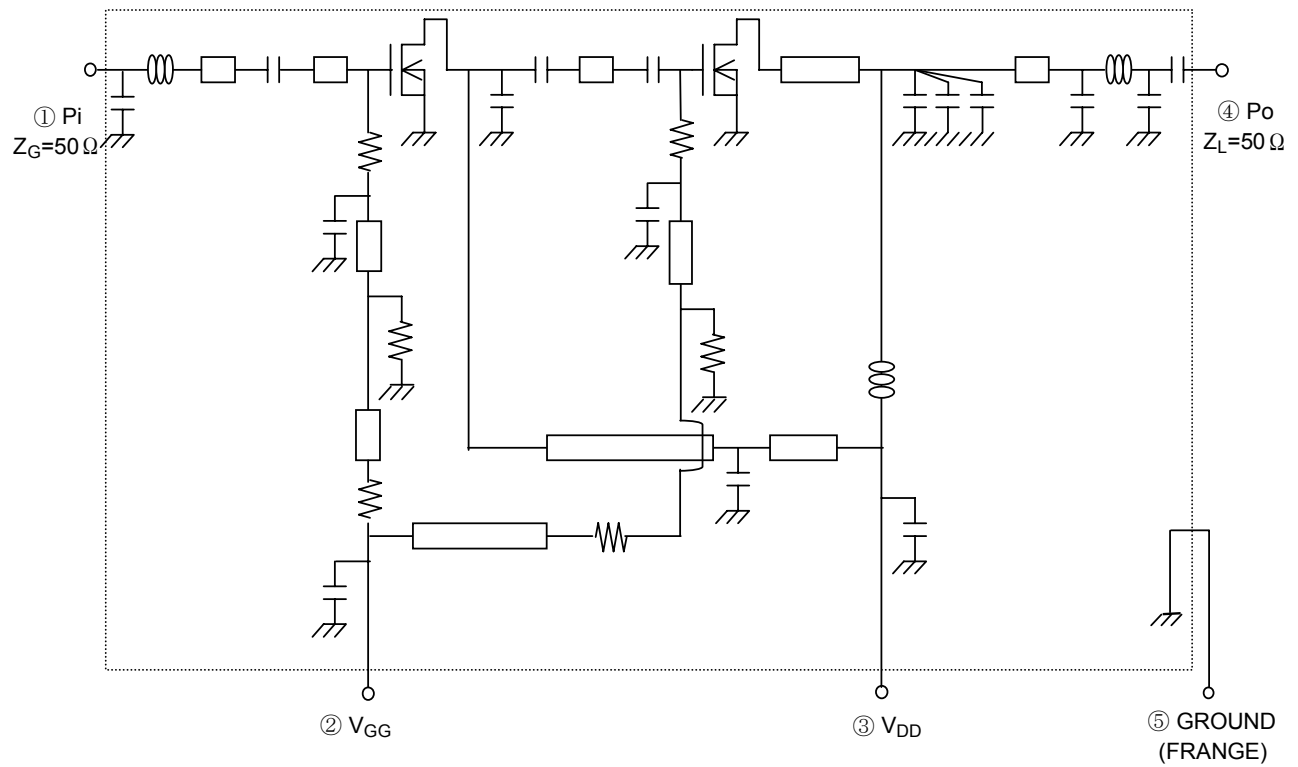 ① Pi
Z_G=50Ω
④ Po
Z_L=50Ω
② V_GG
③ V_DD
⑤ GROUND
(FRANGE)